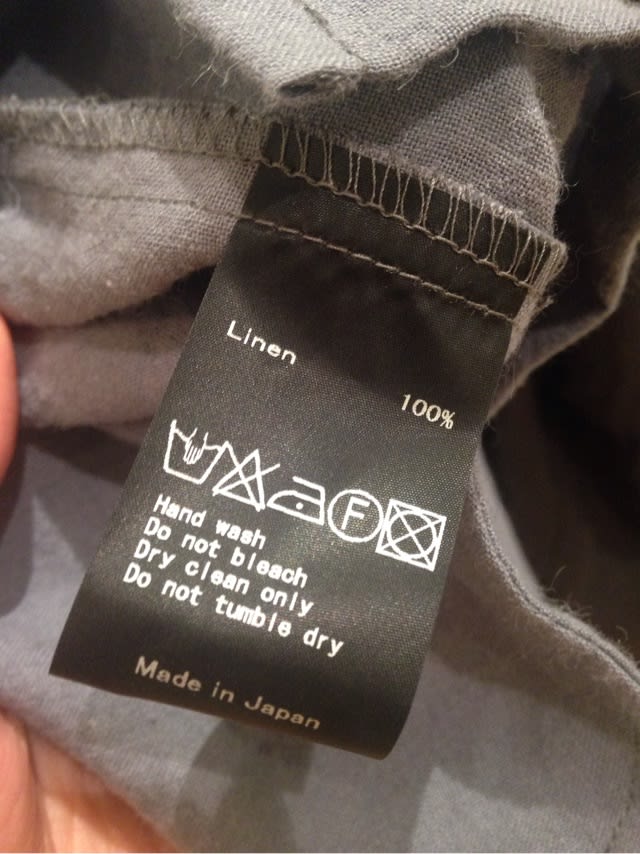 Linen
100%
F
Hand wash
Do not bleach
Dry clean only
Do not tumble dry
Made in Japan